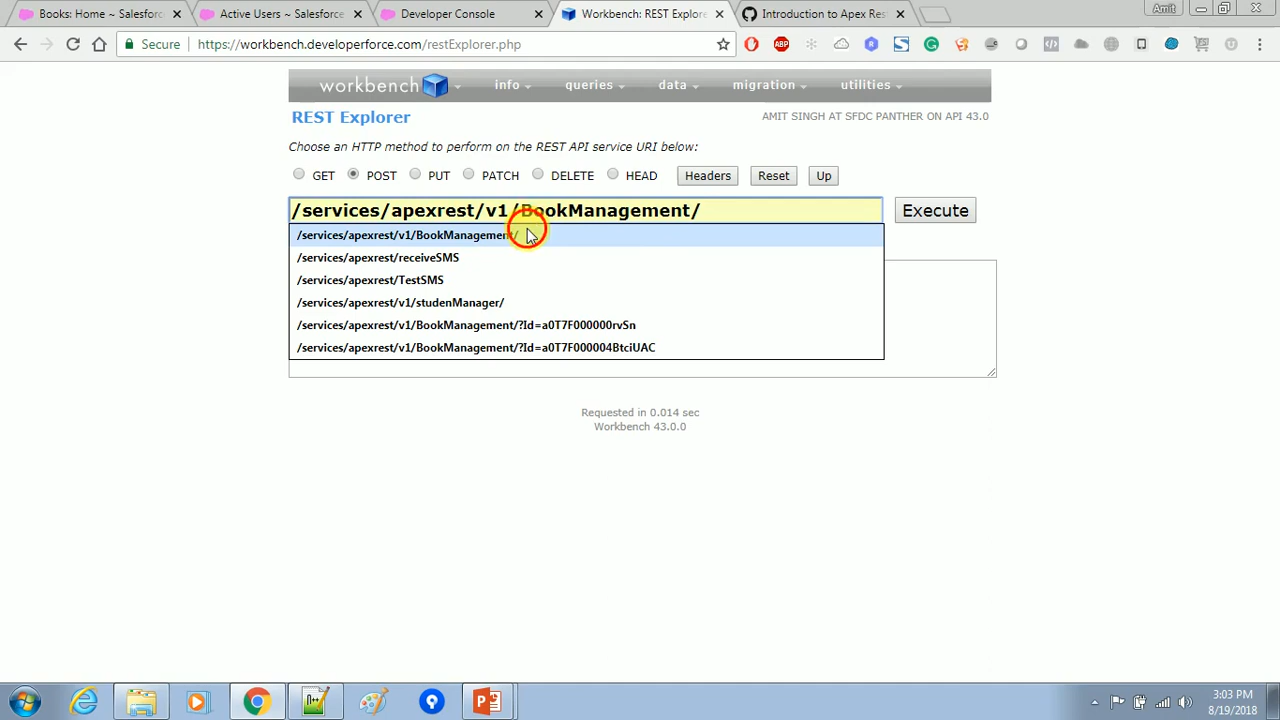 Books: Home ~ Salesforc
Active Users ~ Salesforce
Developer Console
Workbench: REST Explore
Introduction to Apex Res
Amit
Secure
https://workbench.developerforce.com/restExplorer.php
ABP
workbench
info
queries
data
migration
utilities
REST Explorer
AMIT SINGH AT SFDC PANTHER ON API 43.0
Choose an HTTP method to perform on the REST API service URI below:
GET
POST
PUT
PATCH
DELETE
HEAD
Headers
Reset
Up
/services/apexrest/v1/BookManagement/
Execute
/services/apexrest/v1/BookManagement/
/services/apexrest/receiveSMS
/services/apexrest/TestSMS
/services/apexrest/v1/studenManager/
/services/apexrest/v1/BookManagement/?Id=a0T7F000000rvSn
/services/apexrest/v1/BookManagement/?Id=a0T7F000004BtciUAC
Requested in 0.014 sec
Workbench 43.0.0
3:03 PM
8/19/2018